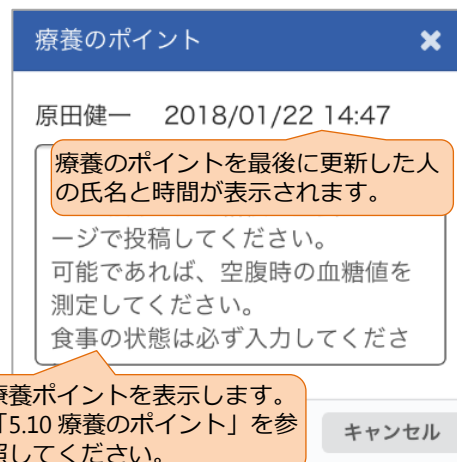 療養のポイント ×
原田健一 2018/01/22 14:47
療養のポイントを最後に更新した人
の氏名と時間が表示されます。
ージで投稿してください。
可能であれば、空腹時の血糖値を
測定してください。
食事の状態は必ず入力してくださ
療養ポイントを表示します。
「5.10 療養のポイント」を参
照してください。
キャンセル